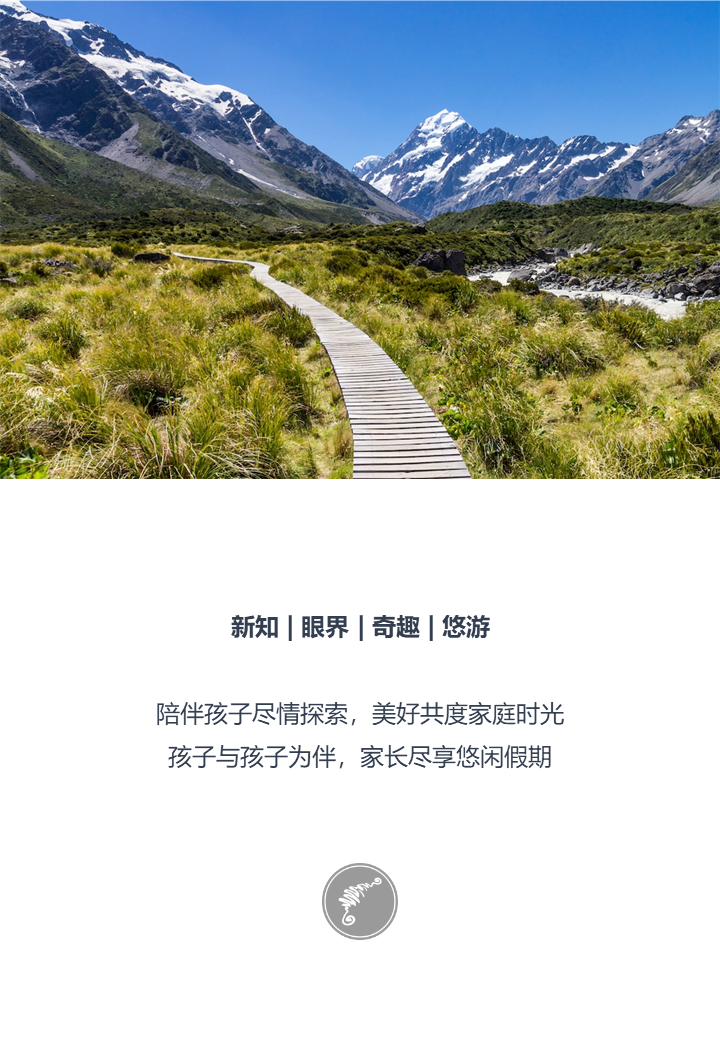 新知 | 眼界 | 奇趣 | 悠游
陪伴孩子尽情探索，美好共度家庭时光
孩子与孩子为伴，家长尽享悠闲假期